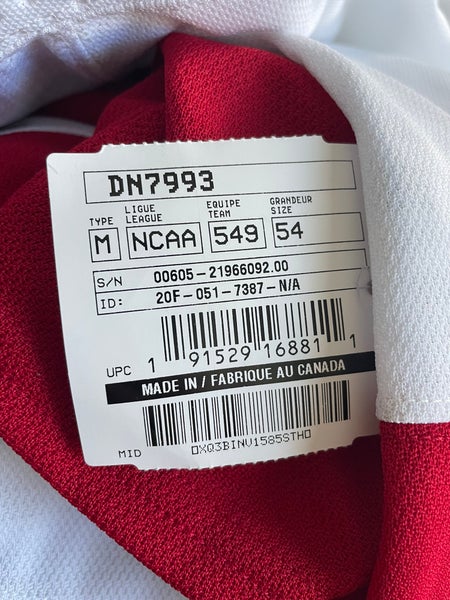 DN7993
TYPE LIGUE LEAGUE EQUIPE TEAM GRANDEUR SIZE
M NCAA 549 54
S/N 00605-21966092.00
ID: 20F-051-7387-N/A
UPC 1 91529 16881 1
MADE IN / FABRIQUE AU CANADA
MID XQ3BINV1585STH